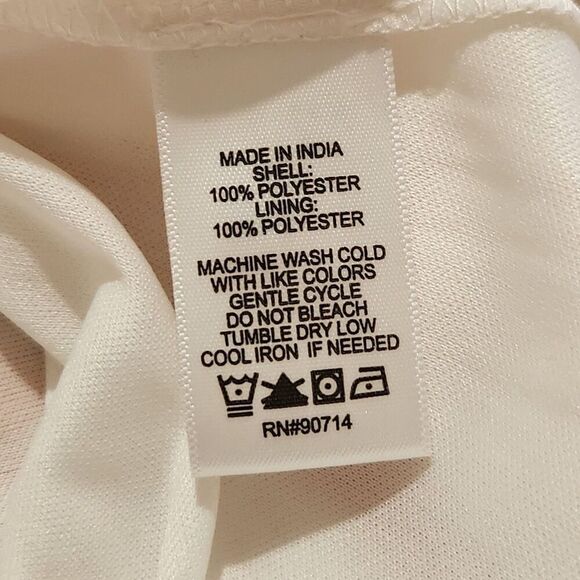 MADE IN INDIA
SHELL:
100% POLYESTER
LINING:
100% POLYESTER
MACHINE WASH COLD
WITH LIKE COLORS
GENTLE CYCLE
DO NOT BLEACH
TUMBLE DRY LOW
COOL IRON IF NEEDED
RN#90714